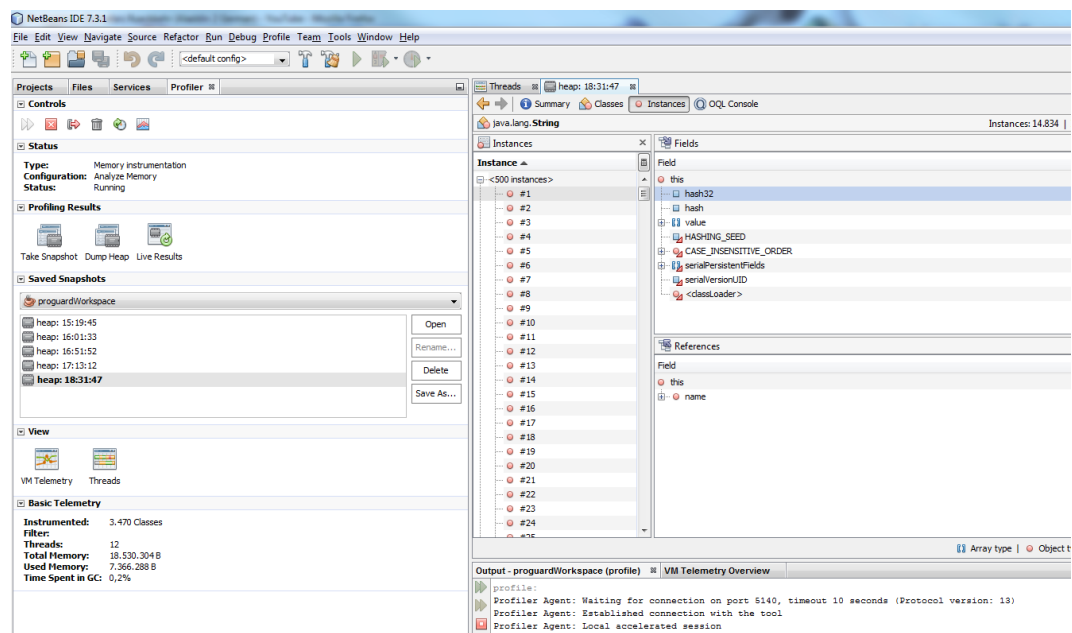 NetBeans IDE 7.3.1
File Edit View Navigate Source Refactor Run Debug Profile Team Tools Window Help
<default config>
Projects Files Services Profiler
Controls
Status
Type: Memory instrumentation
Configuration: Analyze Memory
Status: Running
Profiling Results
Take Snapshot Dump Heap Live Results
Saved Snapshots
proguardWorkspace
heap: 15:19:45
heap: 16:01:33
heap: 16:51:52
heap: 17:13:12
heap: 18:31:47
Open
Rename...
Delete
Save As...
View
VM Telemetry Threads
Basic Telemetry
Instrumented: 3.470 Classes
Filter:
Threads: 12
Total Memory: 18.530.304 B
Used Memory: 7.366.288 B
Time Spent in GC: 0,2%
Threads heap: 18:31:47
Summary Classes Instances OQL Console
java.lang.String Instances: 14.834 |
Instances
Instance
<500 instances>
#1
#2
#3
#4
#5
#6
#7
#8
#9
#10
#11
#12
#13
#14
#15
#16
#17
#18
#19
#20
#21
#22
#23
#24
#25
Fields
Field
this
hash32
hash
value
HASHING_SEED
CASE_INSENSITIVE_ORDER
serialPersistentFields
serialVersionUID
<classLoader>
References
Field
this
name
Array type | Object t
Output - proguardWorkspace (profile) VM Telemetry Overview
profile:
Profiler Agent: Waiting for connection on port 5140, timeout 10 seconds (Protocol version: 13)
Profiler Agent: Established connection with the tool
Profiler Agent: Local accelerated session